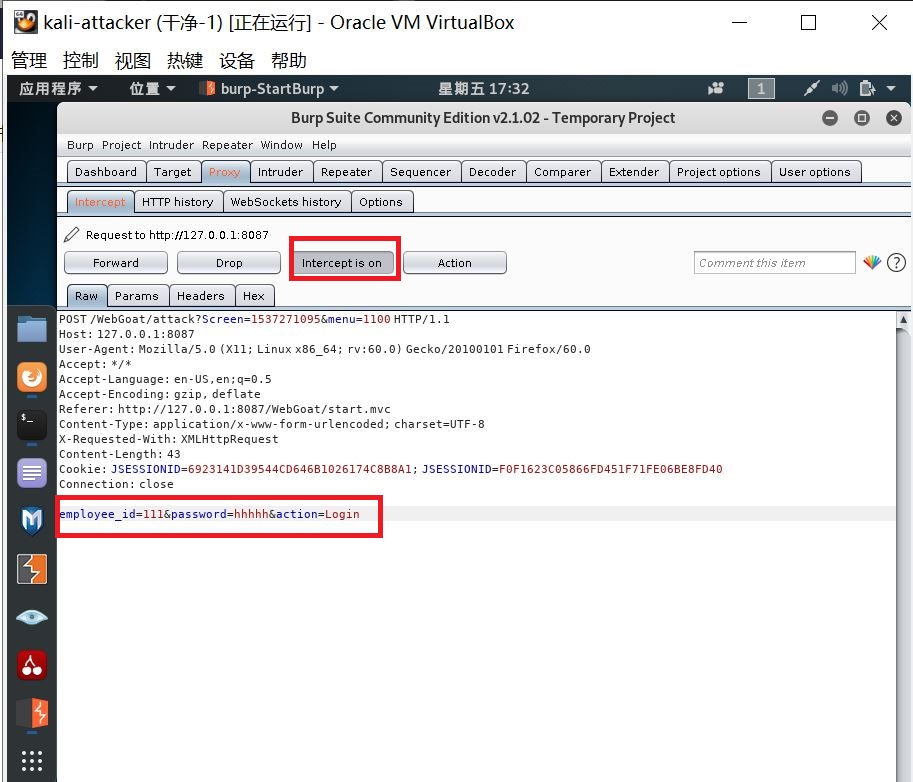 kali-attacker (干净-1) [正在运行] - Oracle VM VirtualBox
管理 控制 视图 热键 设备 帮助
应用程序 位置 burp-StartBurp 星期五 17:32 1
Burp Suite Community Edition v2.1.02 - Temporary Project
Burp Project Intruder Repeater Window Help
Dashboard Target Proxy Intruder Repeater Sequencer Decoder Comparer Extender Project options User options
Intercept HTTP history WebSockets history Options
Request to http://127.0.0.1:8087
Forward Drop Intercept is on Action Comment this item ?
Raw Params Headers Hex
POST /WebGoat/attack?Screen=1537271095&menu=1100 HTTP/1.1
Host: 127.0.0.1:8087
User-Agent: Mozilla/5.0 (X11; Linux x86_64; rv:60.0) Gecko/20100101 Firefox/60.0
Accept: */*
Accept-Language: en-US,en;q=0.5
Accept-Encoding: gzip, deflate
Referer: http://127.0.0.1:8087/WebGoat/start.mvc
Content-Type: application/x-www-form-urlencoded; charset=UTF-8
X-Requested-With: XMLHttpRequest
Content-Length: 43
Cookie: JSESSIONID=6923141D39544CD646B1026174C8B8A1; JSESSIONID=F0F1623C05866FD451F71FE06BE8FD40
Connection: close
employee_id=111&password=hhhhh&action=Login